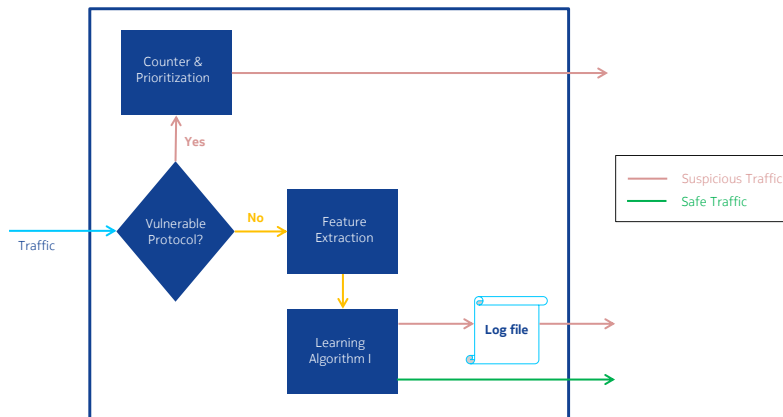 Counter &
Prioritization
Yes
Vulnerable
Protocol?
No
Traffic
Feature
Extraction
Learning
Algorithm I
Log file
Suspicious Traffic
Safe Traffic